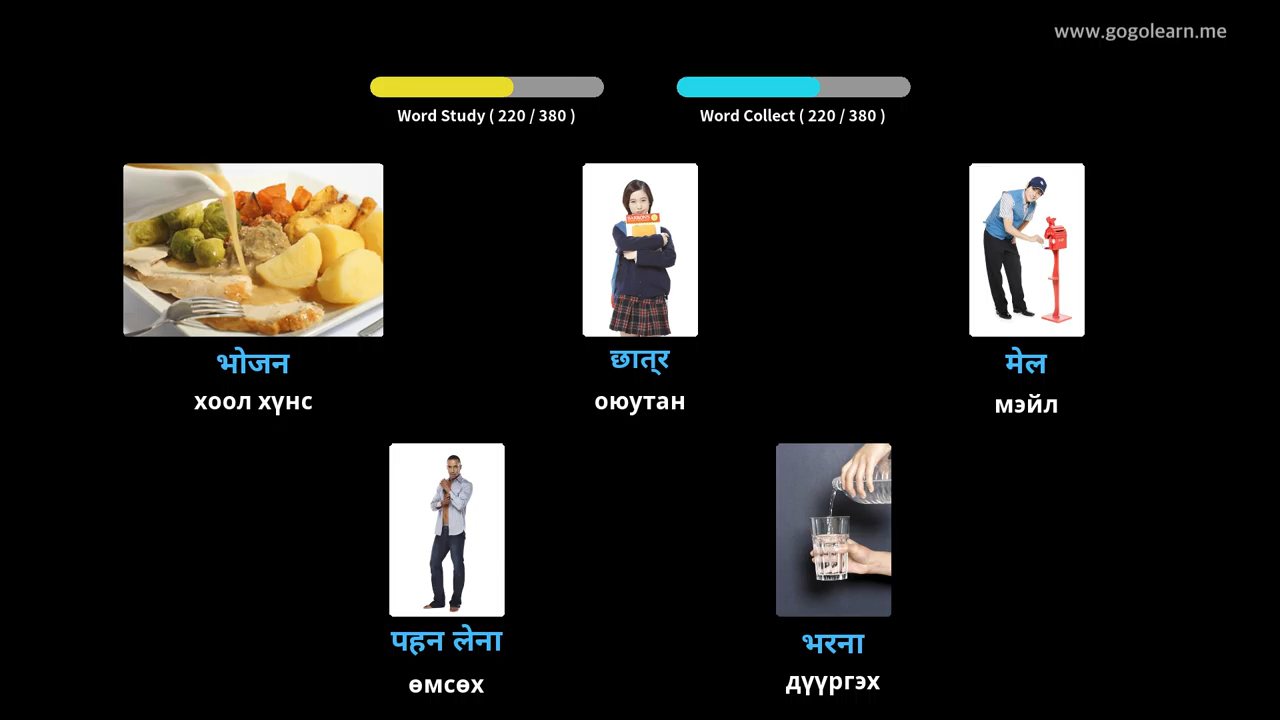 www.gogolearn.me
Word Study ( 220 / 380 )
Word Collect ( 220 / 380 )
भोजन
хоол хүнс
छात्र
оюутан
मेल
мэйл
पहन लेना
өмсөх
भरना
дүүргэх